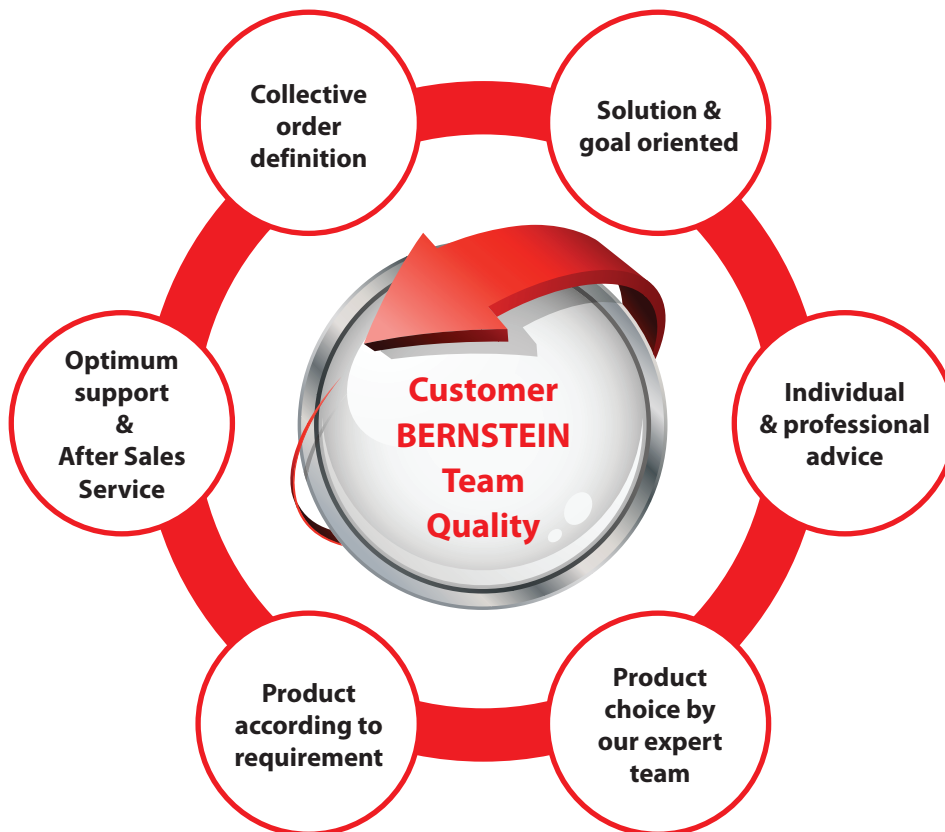 Collective
order
definition
Solution &
goal oriented
Optimum
support
&
After Sales
Service
Customer
BERNSTEIN
Team
Quality
Individual
& professional
advice
Product
according to
requirement
Product
choice by
our expert
team